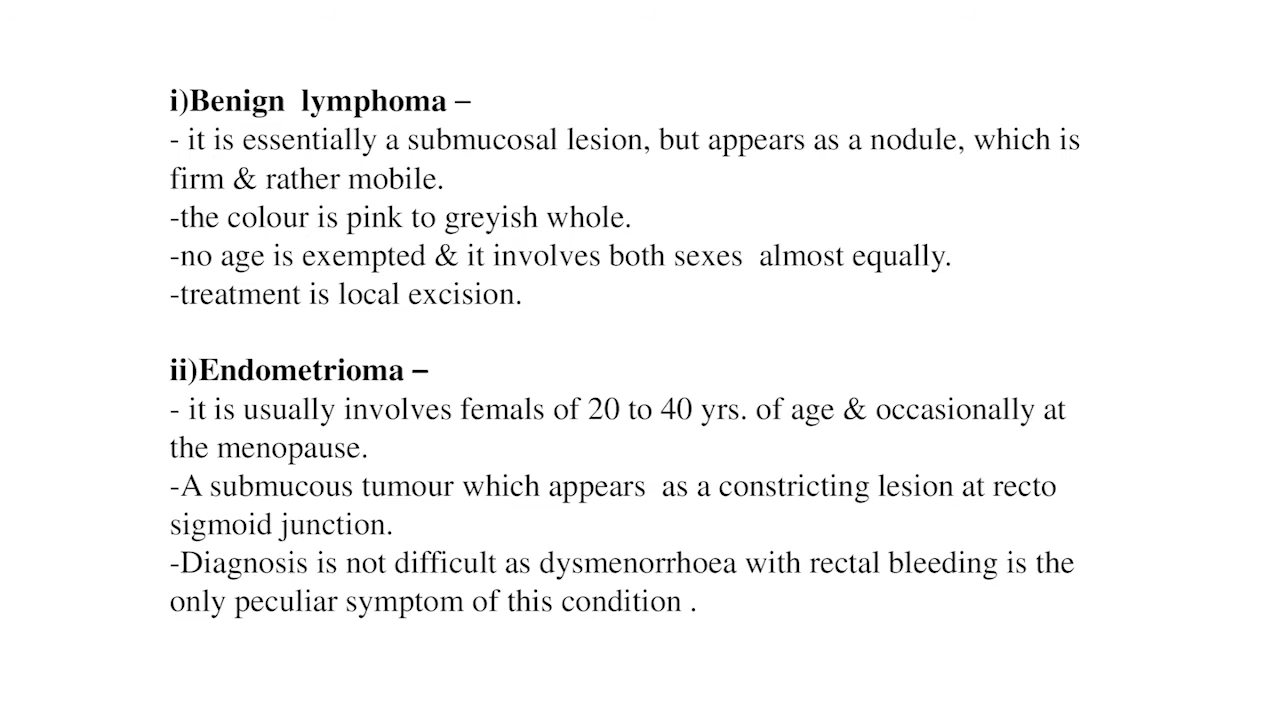 i)Benign  lymphoma –
- it is essentially a submucosal lesion, but appears as a nodule, which is
firm & rather mobile.
-the colour is pink to greyish whole.
-no age is exempted & it involves both sexes  almost equally.
-treatment is local excision.
ii)Endometrioma –
- it is usually involves femals of 20 to 40 yrs. of age & occasionally at
the menopause.
-A submucous tumour which appears  as a constricting lesion at recto
sigmoid junction.
-Diagnosis is not difficult as dysmenorrhoea with rectal bleeding is the
only peculiar symptom of this condition .